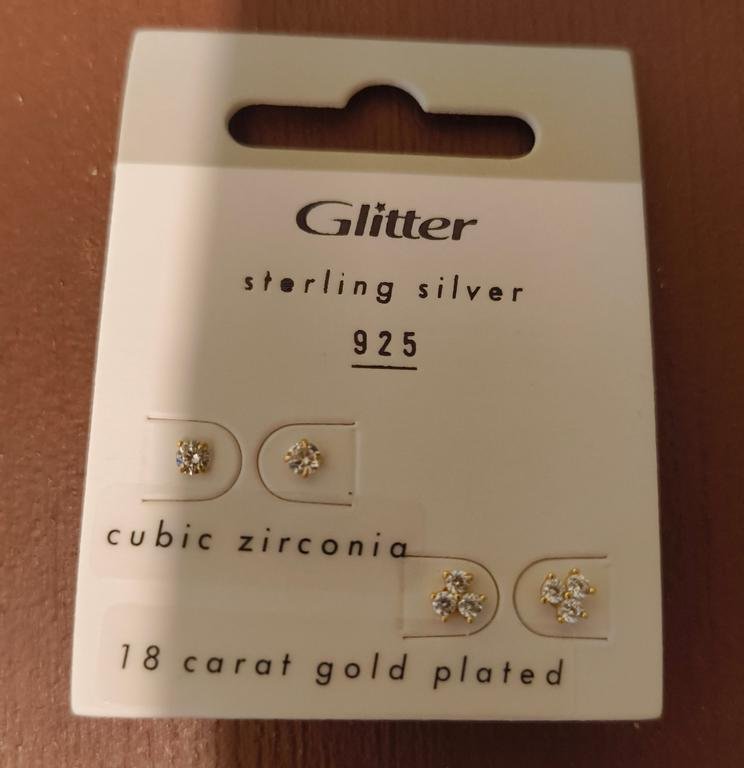 Glitter
sterling silver
925
cubic zirconia
18 carat gold plated